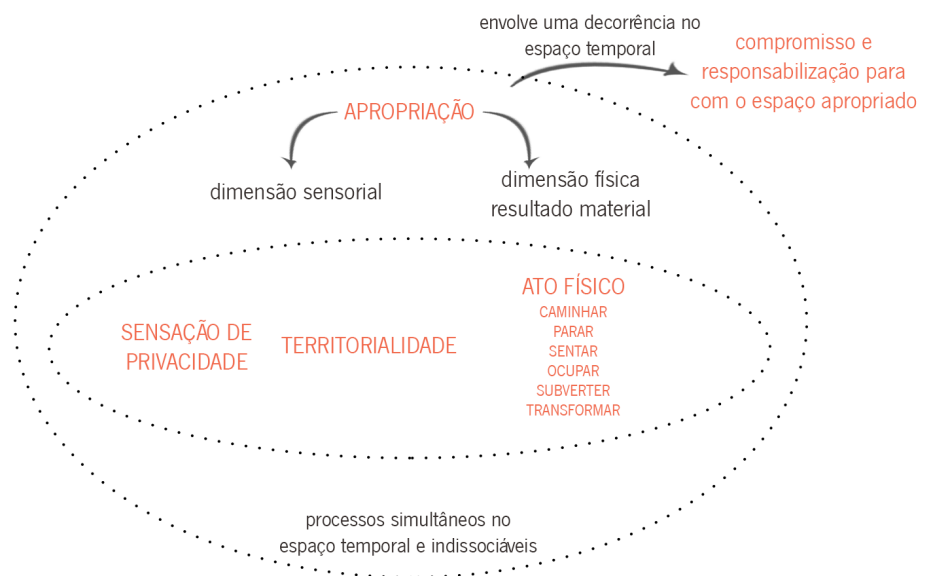 envolve uma decorrência no
espaço temporal
compromisso e
responsabilização para
com o espaço apropriado
APROPRIAÇÃO
dimensão sensorial
dimensão física
resultado material
SENSAÇÃO DE
PRIVACIDADE
TERRITORIALIDADE
ATO FÍSICO
CAMINHAR
PARAR
SENTAR
OCUPAR
SUBVERTER
TRANSFORMAR
processos simultâneos no
espaço temporal e indissociáveis